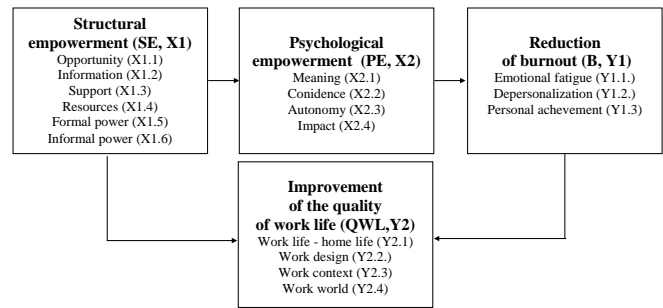 Structural
empowerment (SE, X1)
Opportunity (X1.1)
Information (X1.2)
Support (X1.3)
Resources (X1.4)
Formal power (X1.5)
Informal power (X1.6)
Psychological
empowerment (PE, X2)
Meaning (X2.1)
Conidence (X2.2)
Autonomy (X2.3)
Impact (X2.4)
Reduction
of burnout (B, Y1)
Emotional fatigue (Y1.1.)
Depersonalization (Y1.2.)
Personal achevement (Y1.3)
Improvement
of the quality
of work life (QWL,Y2)
Work life - home life (Y2.1)
Work design (Y2.2.)
Work context (Y2.3)
Work world (Y2.4)